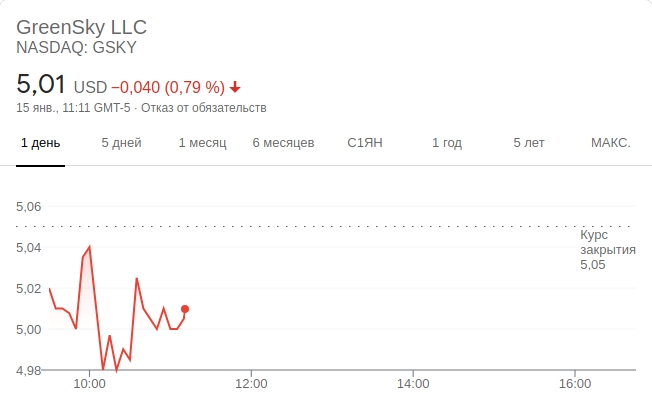 GreenSky LLC
NASDAQ: GSKY
5,01 USD −0,040 (0,79 %)
15 янв., 11:11 GMT-5 · Отказ от обязательств
1 день 5 дней 1 месяц 6 месяцев С1ЯН 1 год 5 лет МАКС.
5,06
Курс
закрытия
5,05
5,04
5,02
5,00
4,98
10:00 12:00 14:00 16:00